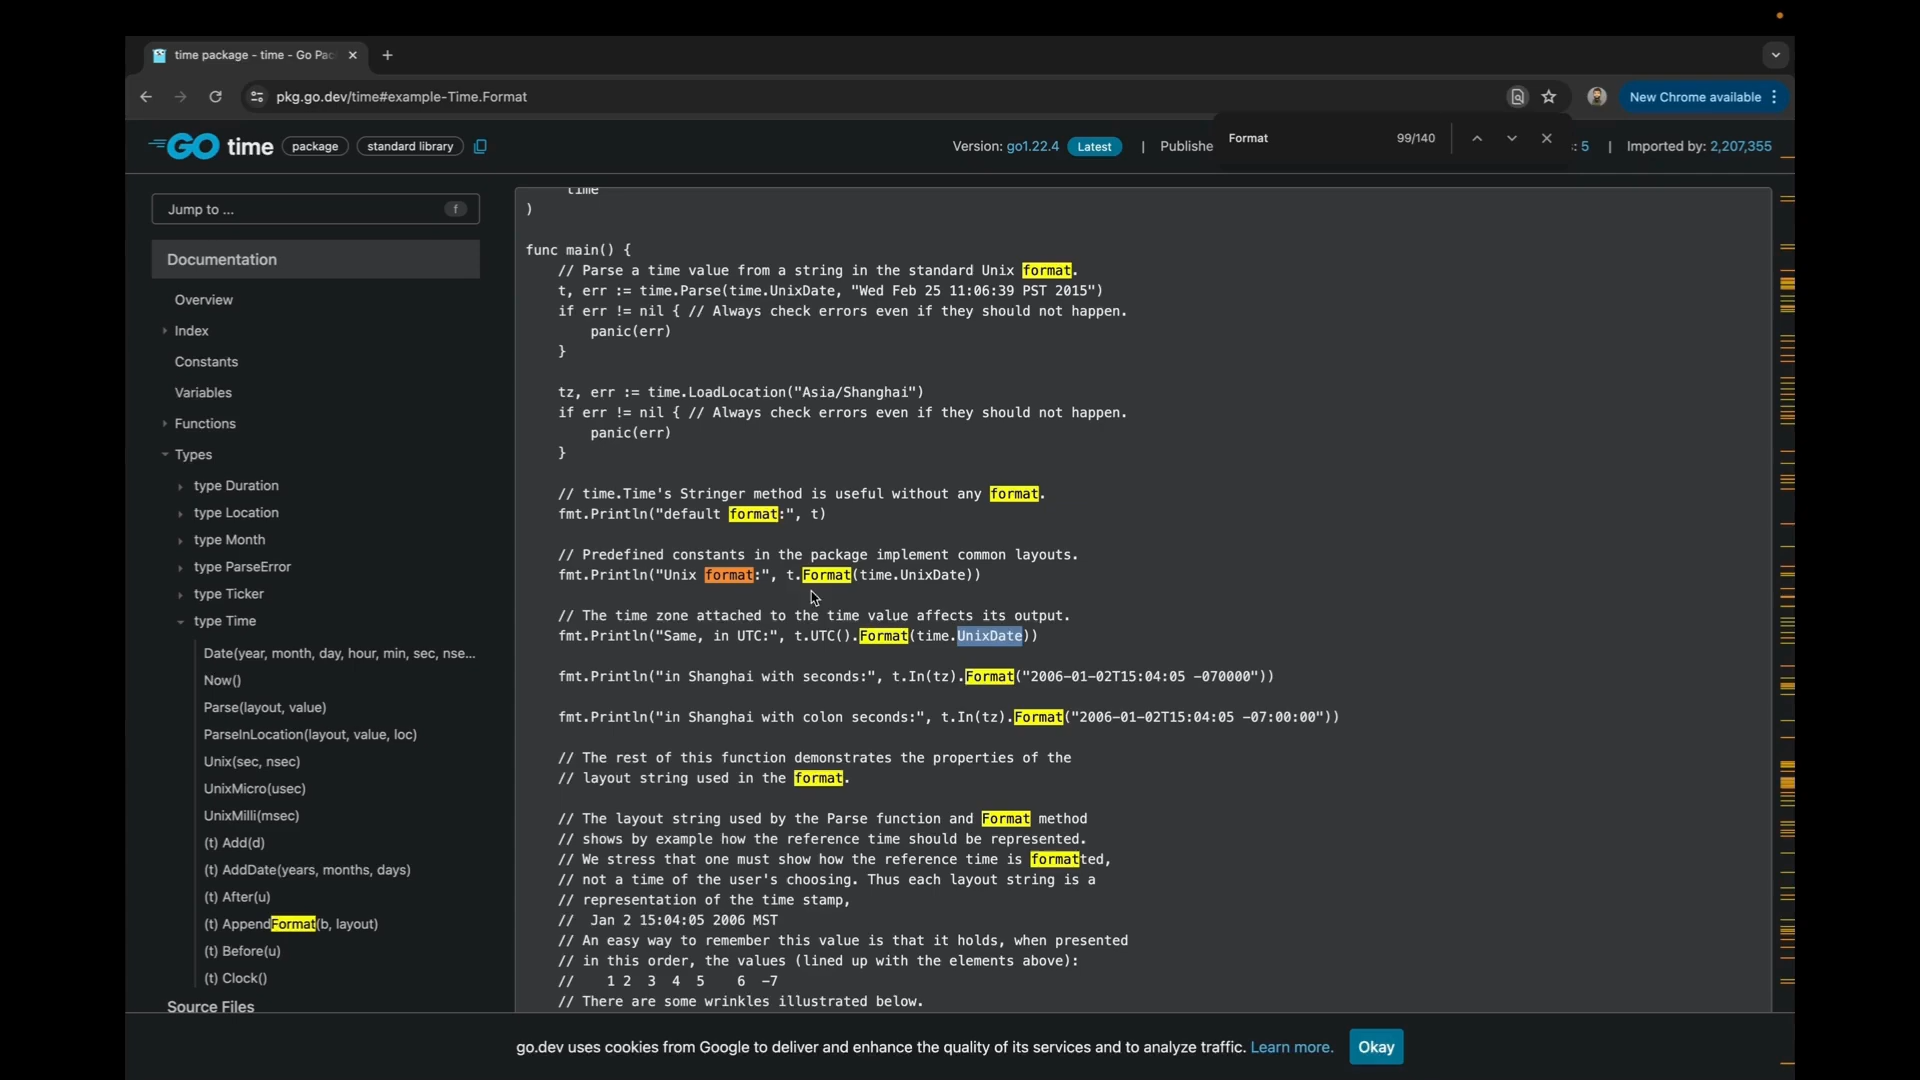 time package - time - Go Pac
pkg.go.dev/time#example-Time.Format
New Chrome available
GO time package standard library
Version: go1.22.4 Latest | Publishe
Format 99/140
: 5 | Imported by: 2,207,355
Jump to ... f
Documentation
Overview
Index
Constants
Variables
Functions
Types
type Duration
type Location
type Month
type ParseError
type Ticker
type Time
Date(year, month, day, hour, min, sec, nse...
Now()
Parse(layout, value)
ParseInLocation(layout, value, loc)
Unix(sec, nsec)
UnixMicro(usec)
UnixMilli(msec)
(t) Add(d)
(t) AddDate(years, months, days)
(t) After(u)
(t) AppendFormat(b, layout)
(t) Before(u)
(t) Clock()
Source Files
time
)
func main() {
// Parse a time value from a string in the standard Unix format.
t, err := time.Parse(time.UnixDate, "Wed Feb 25 11:06:39 PST 2015")
if err != nil { // Always check errors even if they should not happen.
panic(err)
}
tz, err := time.LoadLocation("Asia/Shanghai")
if err != nil { // Always check errors even if they should not happen.
panic(err)
}
// time.Time's Stringer method is useful without any format.
fmt.Println("default format:", t)
// Predefined constants in the package implement common layouts.
fmt.Println("Unix format:", t.Format(time.UnixDate))
// The time zone attached to the time value affects its output.
fmt.Println("Same, in UTC:", t.UTC().Format(time.UnixDate))
fmt.Println("in Shanghai with seconds:", t.In(tz).Format("2006-01-02T15:04:05 -070000"))
fmt.Println("in Shanghai with colon seconds:", t.In(tz).Format("2006-01-02T15:04:05 -07:00:00"))
// The rest of this function demonstrates the properties of the
// layout string used in the format.
// The layout string used by the Parse function and Format method
// shows by example how the reference time should be represented.
// We stress that one must show how the reference time is formatted,
// not a time of the user's choosing. Thus each layout string is a
// representation of the time stamp,
// Jan 2 15:04:05 2006 MST
// An easy way to remember this value is that it holds, when presented
// in this order, the values (lined up with the elements above):
// 1 2 3 4 5 6 -7
// There are some wrinkles illustrated below.
go.dev uses cookies from Google to deliver and enhance the quality of its services and to analyze traffic. Learn more. Okay